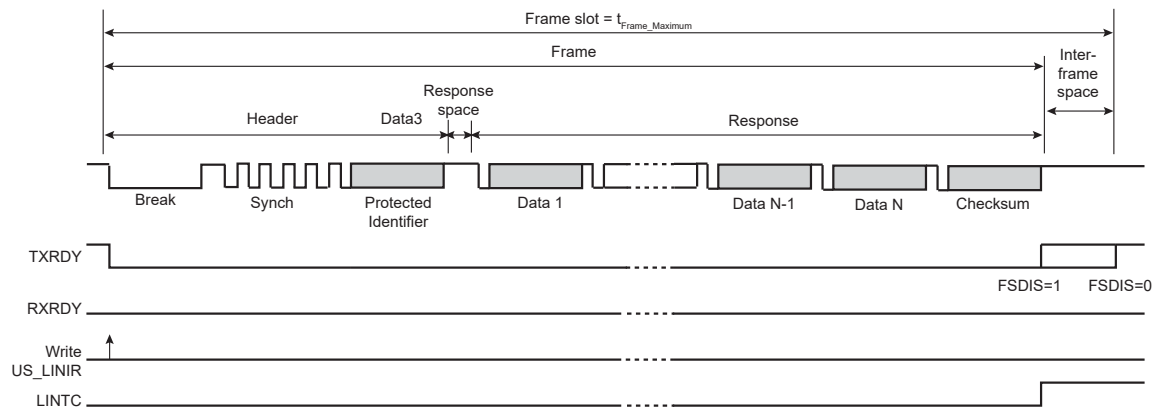 Frame slot = tFrame_Maximum
Frame
Inter-
frame
space
Response
space
Header
Data3
Response
Break
Synch
Protected
Identifier
Data 1
Data N-1
Data N
Checksum
TXRDY
FSDIS=1
FSDIS=0
RXRDY
Write
US_LINIR
LINTC